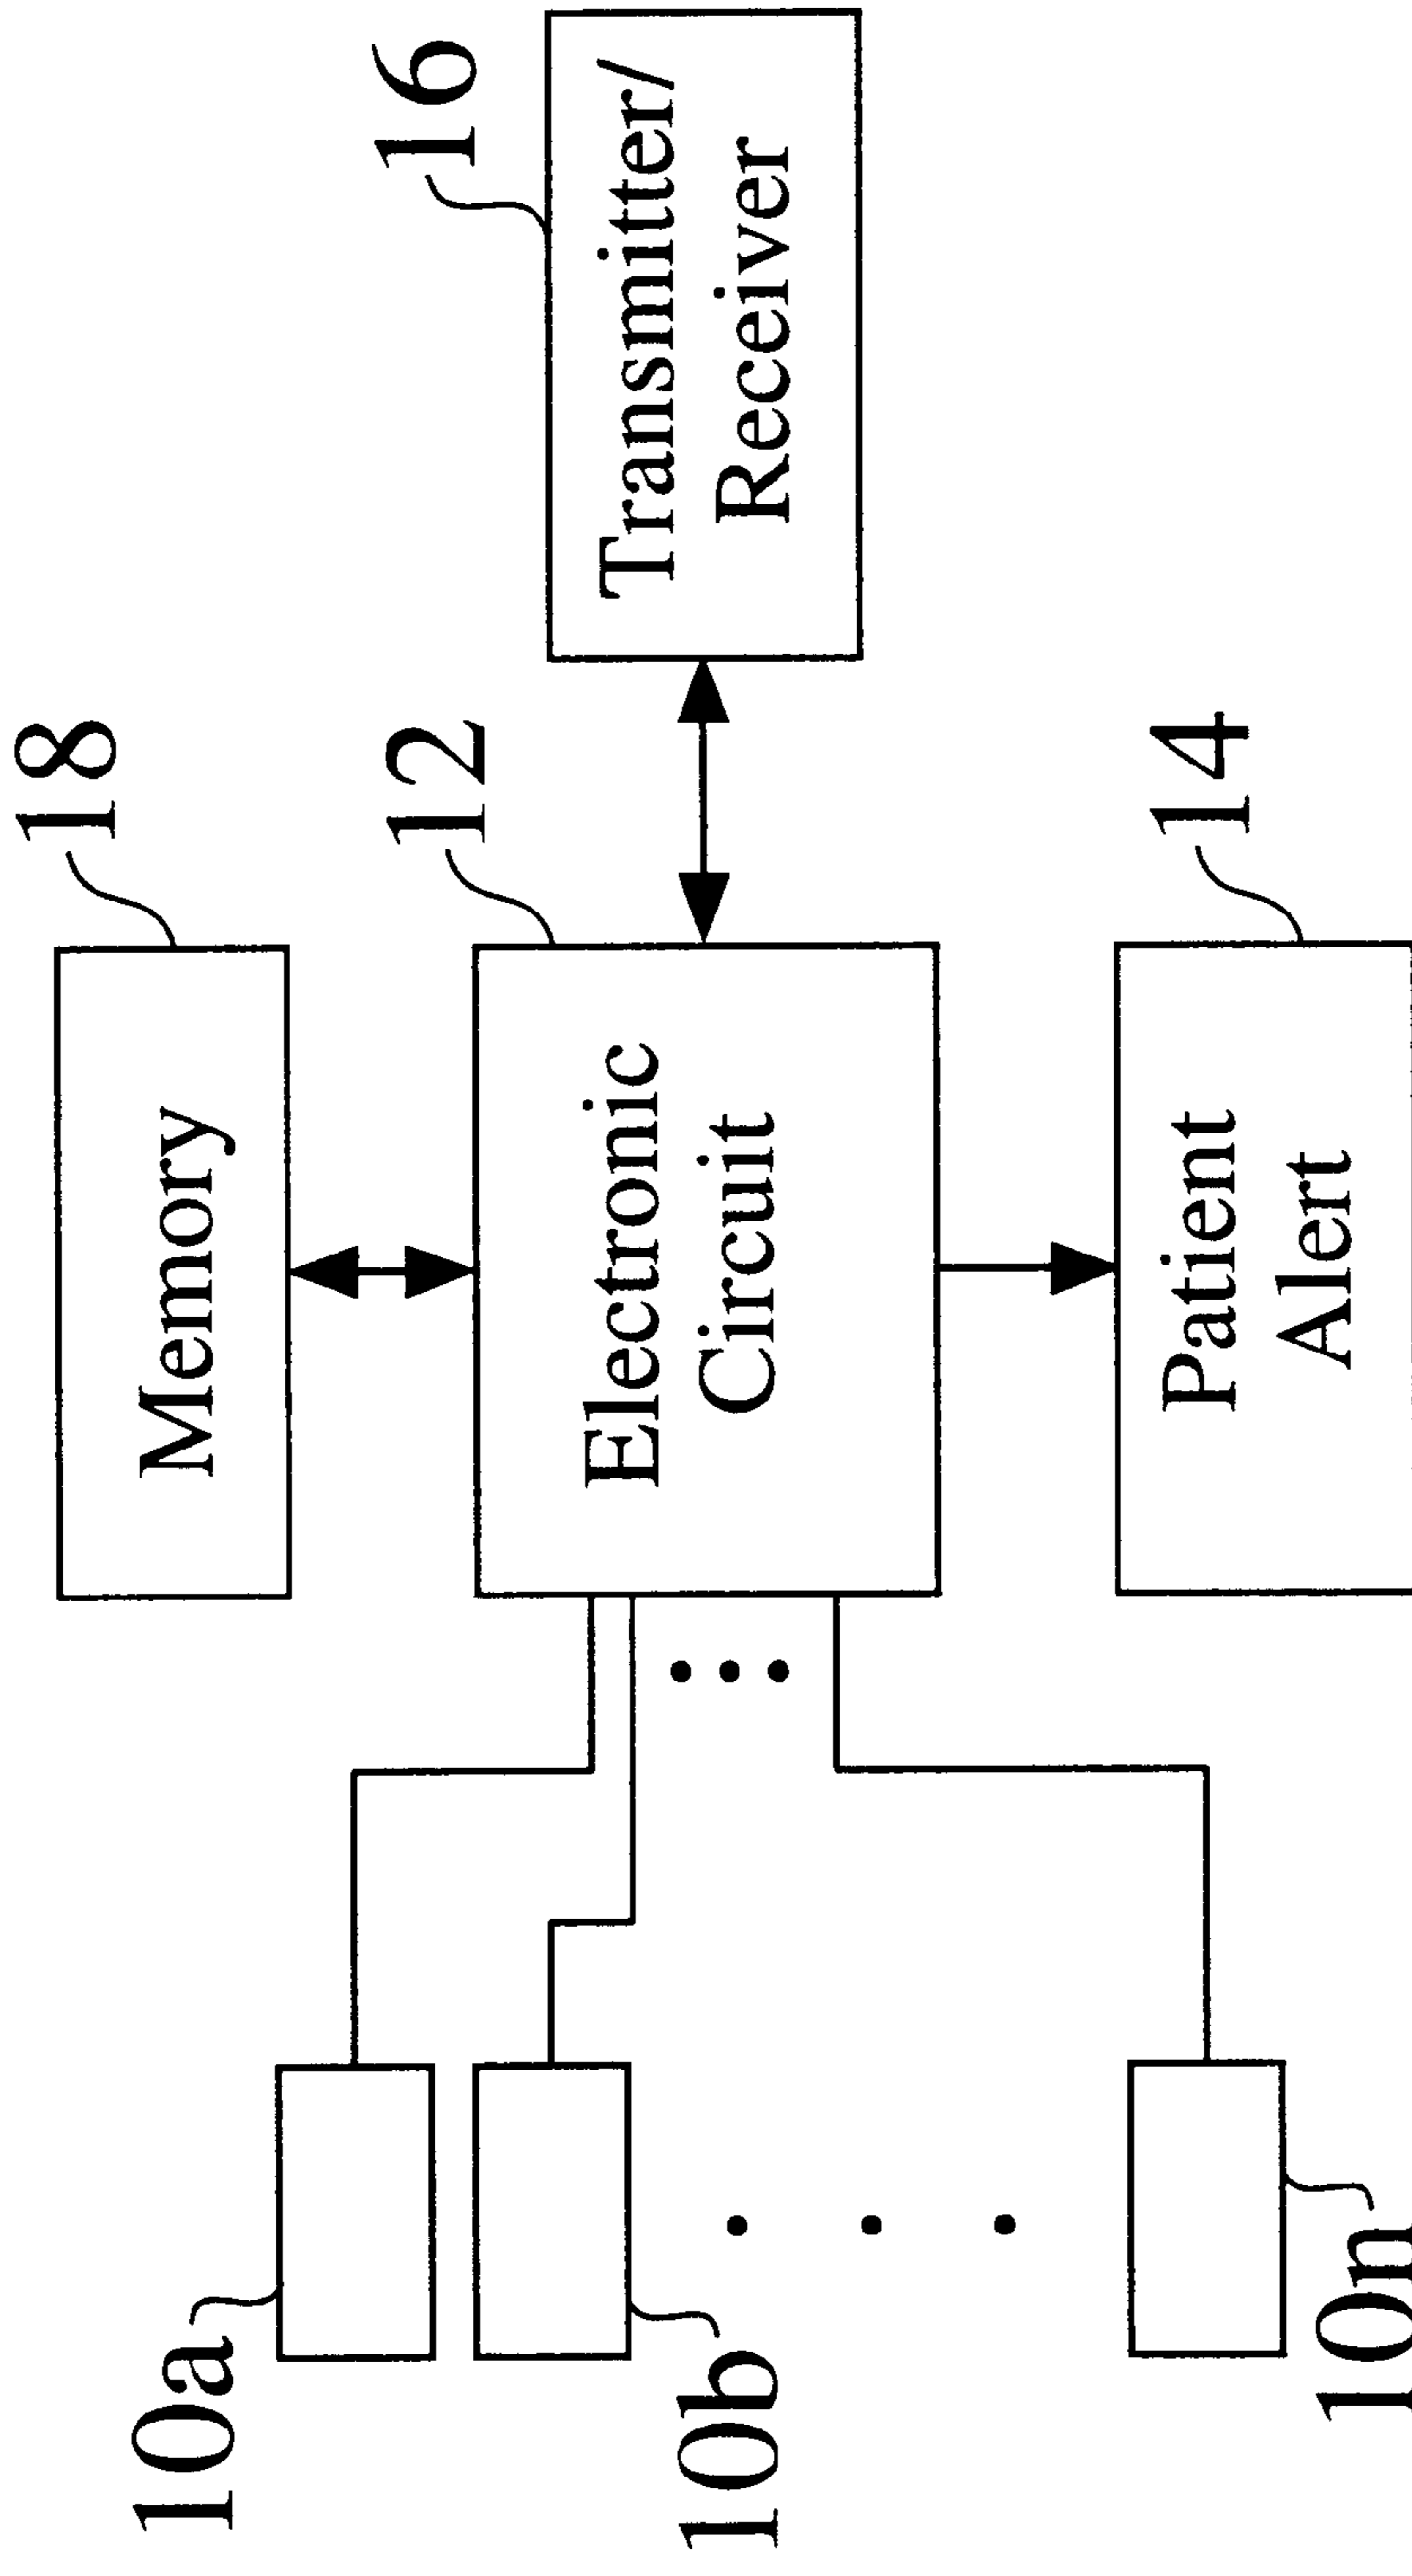 18
Memory
16
12
Transmitter/
Receiver
Electronic
Circuit
10a
10b
14
Patient
Alert
10n